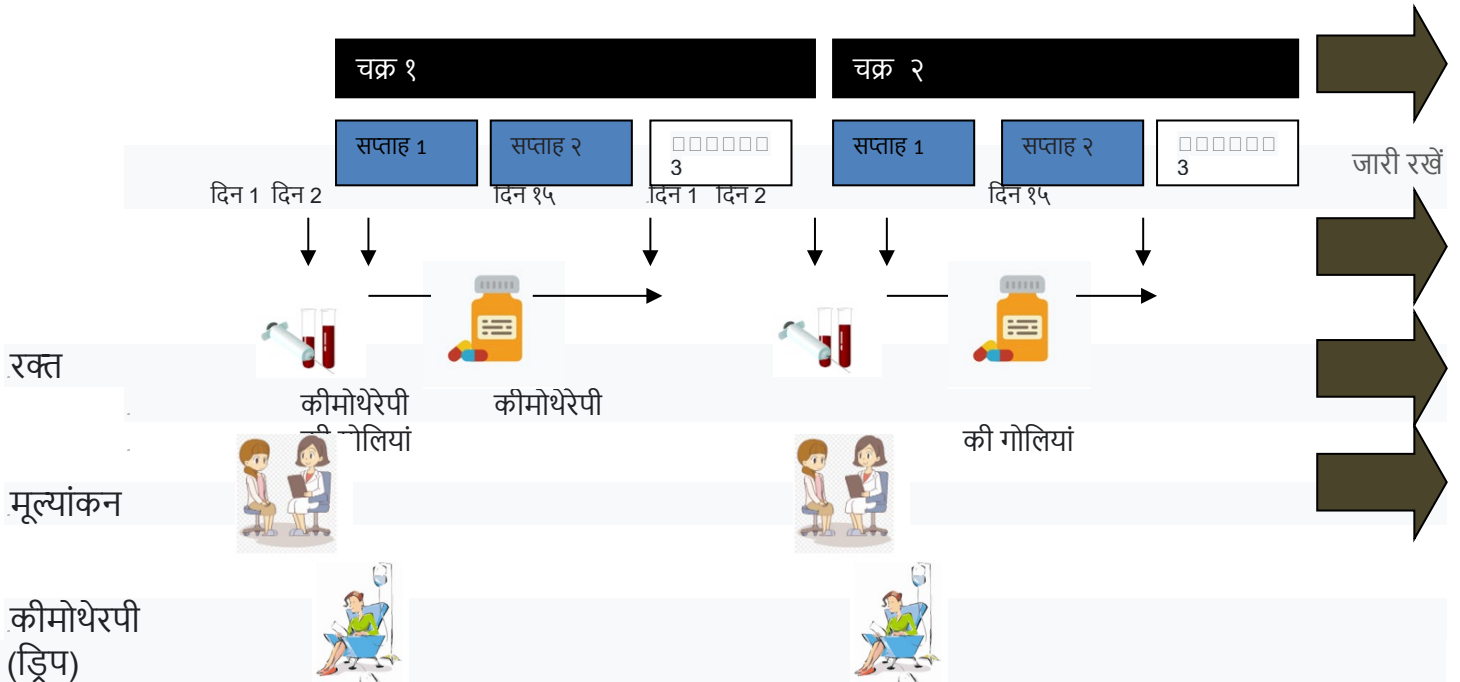 चक्र १
चक्र २
सप्ताह 1
सप्ताह २
□□□□□□
3
सप्ताह 1
सप्ताह २
□□□□□□
3
जारी रखें
दिन 1 दिन 2
दिन १५
दिन 1 दिन 2
दिन १५
रक्त
कीमोथेरेपी
कीमोथेरेपी
की गोलियां
मूल्यांकन
कीमोथेरपी
(ड्रिप)